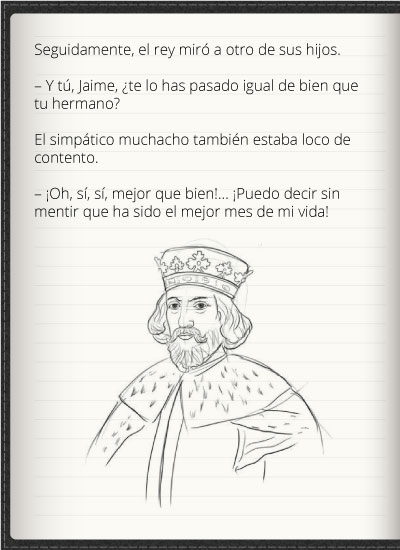 Seguidamente, el rey miró a otro de sus hijos.
– Y tú, Jaime, ¿te lo has pasado igual de bien que
tu hermano?
El simpático muchacho también estaba loco de
contento.
– ¡Oh, sí, sí, mejor que bien!... ¡Puedo decir sin
mentir que ha sido el mejor mes de mi vida!